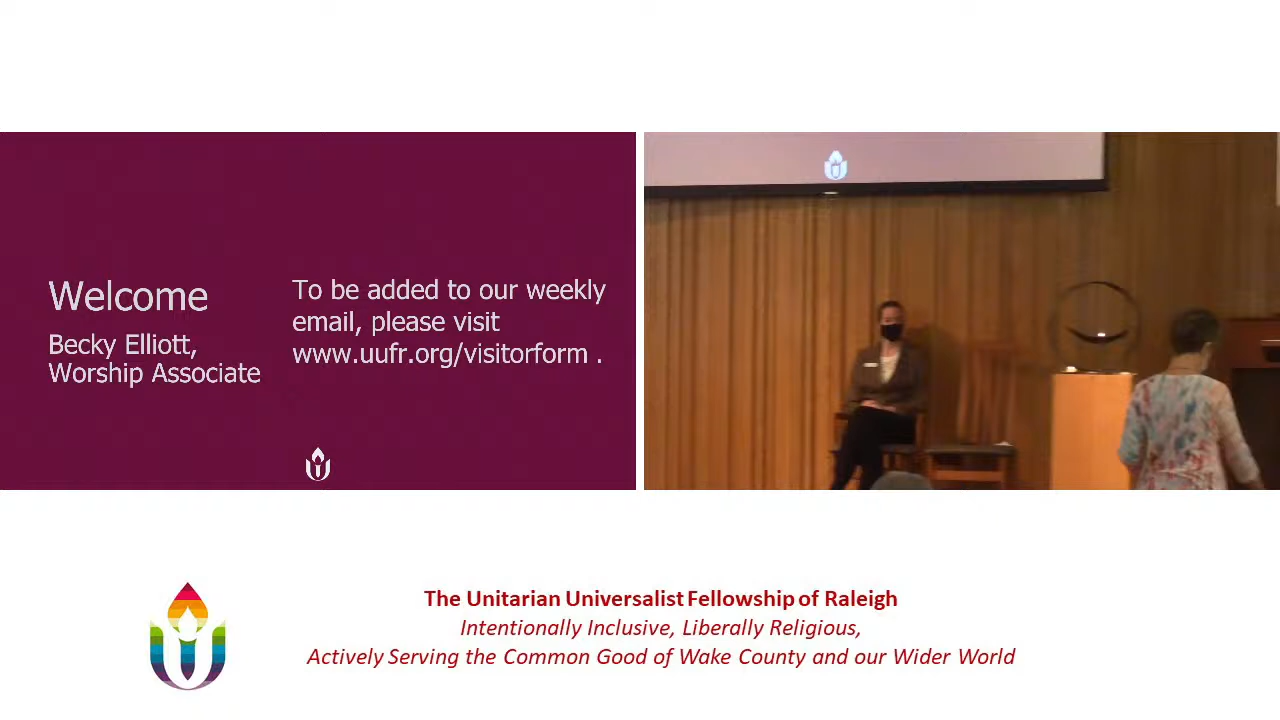 Welcome
Becky Elliott,
Worship Associate
To be added to our weekly
email, please visit
www.uufr.org/visitorform .
The Unitarian Universalist Fellowship of Raleigh
Intentionally Inclusive, Liberally Religious,
Actively Serving the Common Good of Wake County and our Wider World